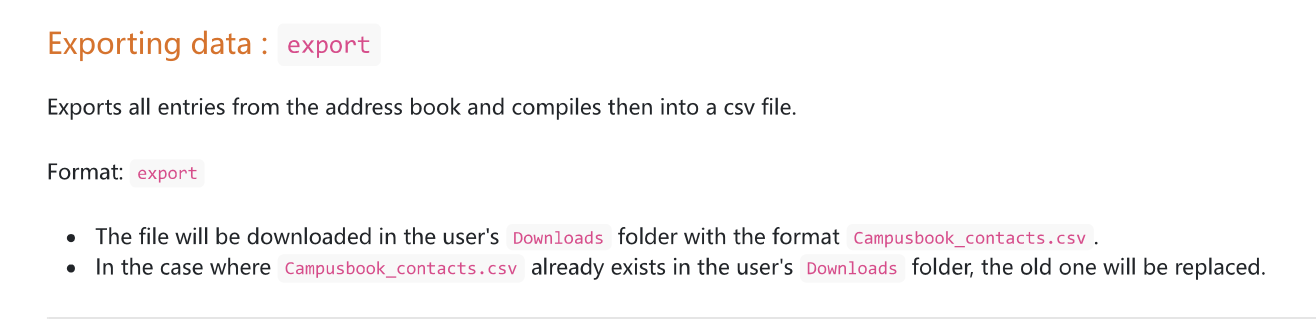 Exporting data : export
Exports all entries from the address book and compiles then into a csv file.
Format: export
• The file will be downloaded in the user's Downloads folder with the format Campusbook_contacts.csv.
• In the case where Campusbook_contacts.csv already exists in the user's Downloads folder, the old one will be replaced.